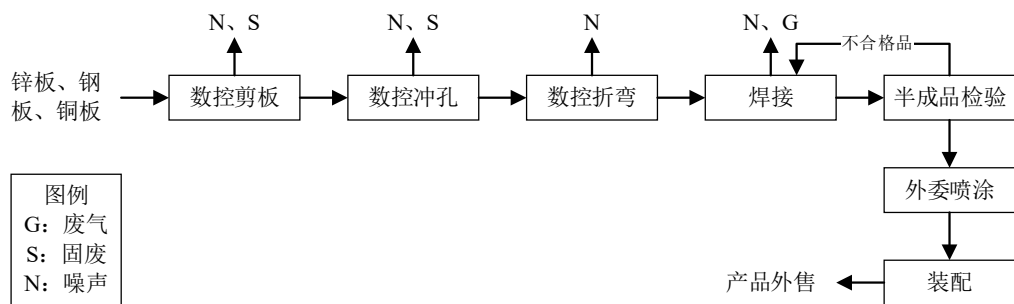 N、S
N、S
N
N、G
不合格品
锌板、钢
板、铜板
数控剪板
数控冲孔
数控折弯
焊接
半成品检验
图例
G：废气
S：固废
N：噪声
外委喷涂
产品外售
装配